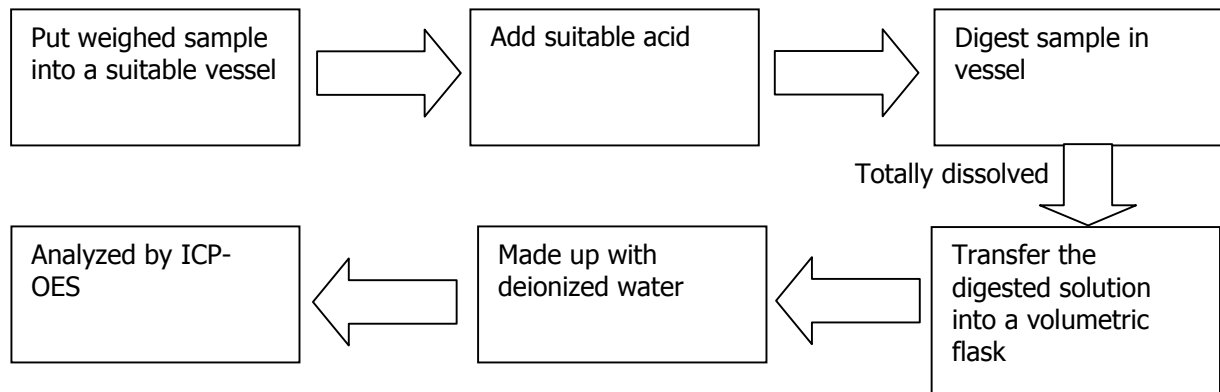 Put weighed sample
into a suitable vessel
Add suitable acid
Digest sample in
vessel
Totally dissolved
Transfer the
digested solution
into a volumetric
flask
Made up with
deionized water
Analyzed by ICP-
OES